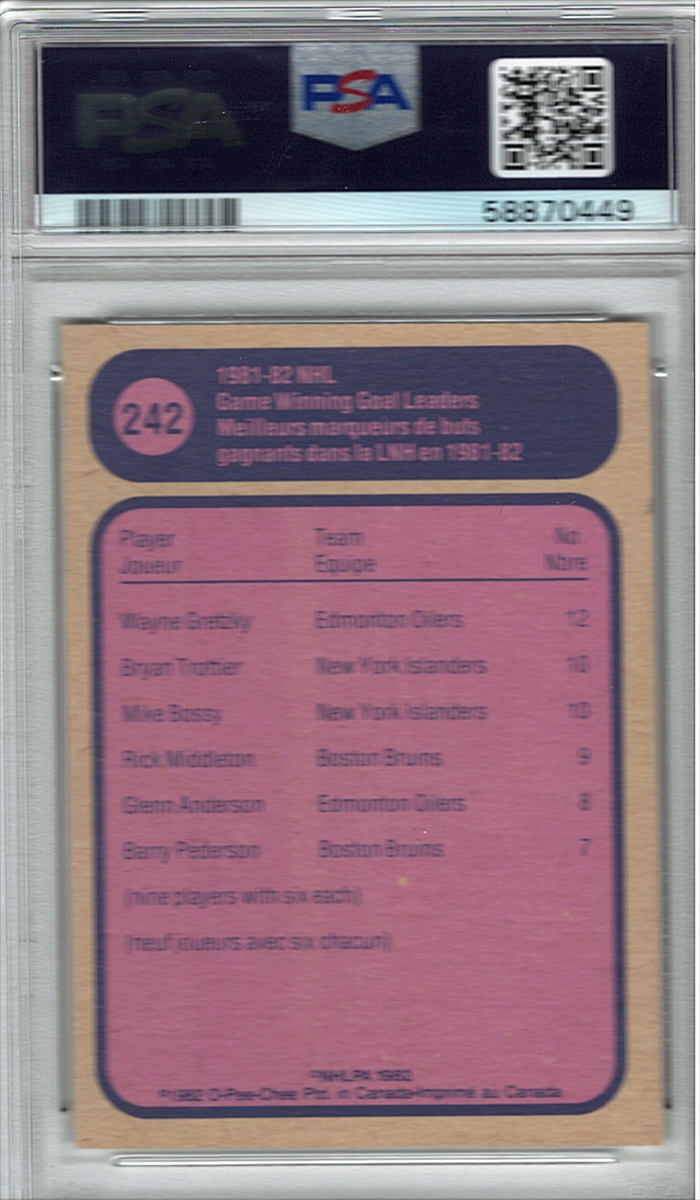 PSA
PSA
58870449
242
1981-82 NHL
Game Winning Goal Leaders
Meilleurs marqueurs de buts
gagnants dans la LNH en 1981-82
Player Team No
Joueur Equipe Nbre
Wayne Gretzky Edmonton Oilers 12
Bryan Trottier New York Islanders 10
Mike Bossy New York Islanders 10
Rick Middleton Boston Bruins 9
Glenn Anderson Edmonton Oilers 8
Barry Pederson Boston Bruins 7
(nine players with six each)
(neuf joueurs avec six chacun)
©NHLPA 1982
©1982 O-Pee-Chee Ptd. in Canada-Imprimé au Canada